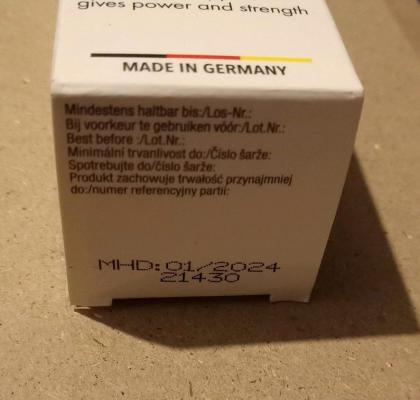 gives power and strength
MADE IN GERMANY
Mindestens haltbar bis:/Los-Nr.:
Bij voorkeur te gebruiken vóór:/Lot.Nr.:
Best before :/Lot.Nr.:
Minimální trvanlivost do:/Číslo šarže:
Spotrebujte do/číslo šarže:
Produkt zachowuje trwałość przynajmniej
do:/numer referencyjny partii:
MHD:01/2024
21430